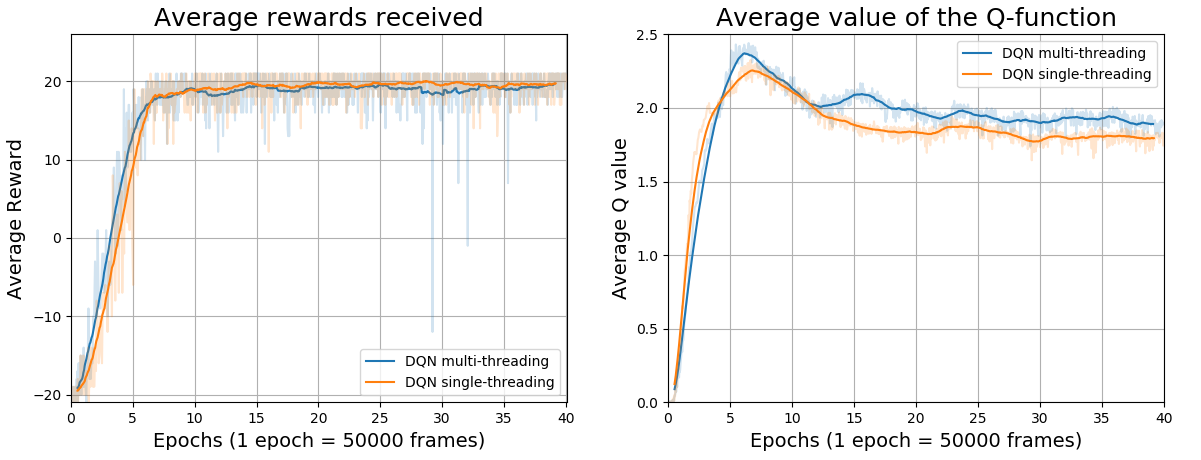 Average rewards received
Average Reward
20
10
0
−10
−20
0
5
10
15
20
25
30
35
40
Epochs (1 epoch = 50000 frames)
DQN multi-threading
DQN single-threading
Average value of the Q-function
Average Q value
2.5
2.0
1.5
1.0
0.5
0.0
0
5
10
15
20
25
30
35
40
Epochs (1 epoch = 50000 frames)
DQN multi-threading
DQN single-threading